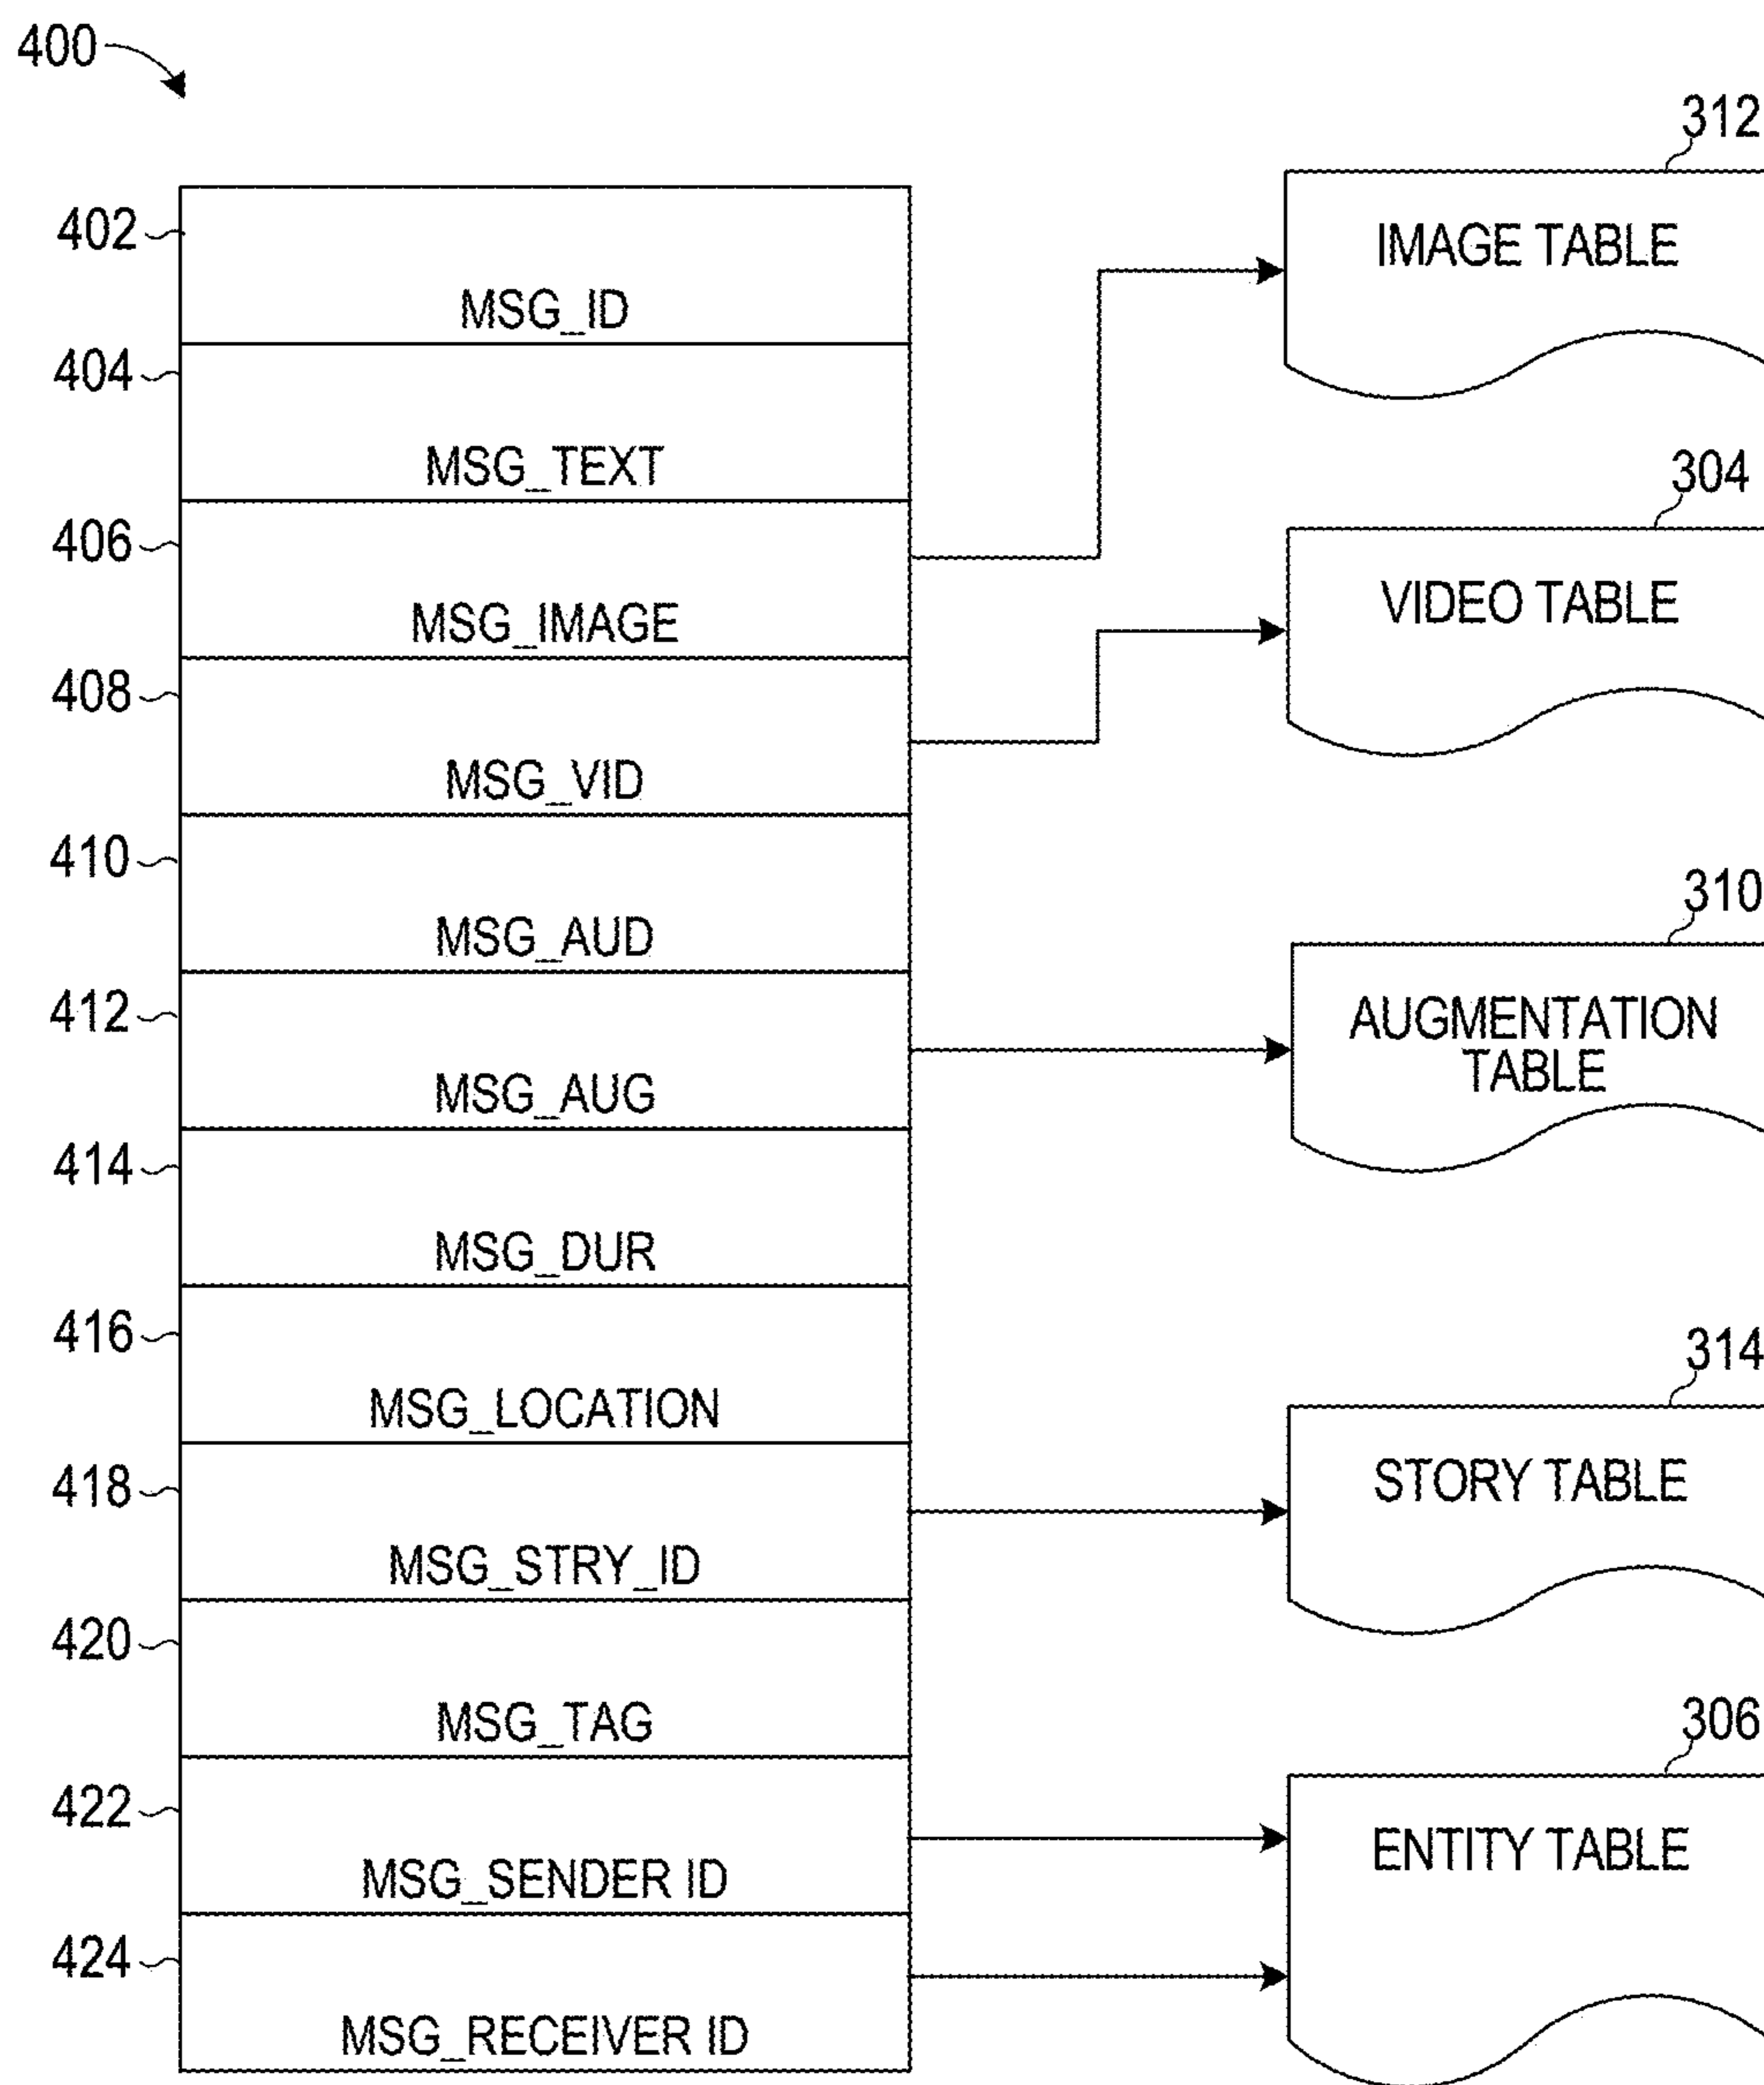 400
312
402
IMAGE TABLE
MSG_ID
404
MSG_TEXT
304
406
VIDEO TABLE
MSG_IMAGE
408
MSG_VID
410
310
MSG_AUD
412
AUGMENTATION
TABLE
MSG_AUG
414
MSG_DUR
416
314
MSG_LOCATION
418
STORY TABLE
MSG_STRY_ID
420
MSG_TAG
306
422
ENTITY TABLE
MSG_SENDER ID
424
MSG_RECEIVER ID